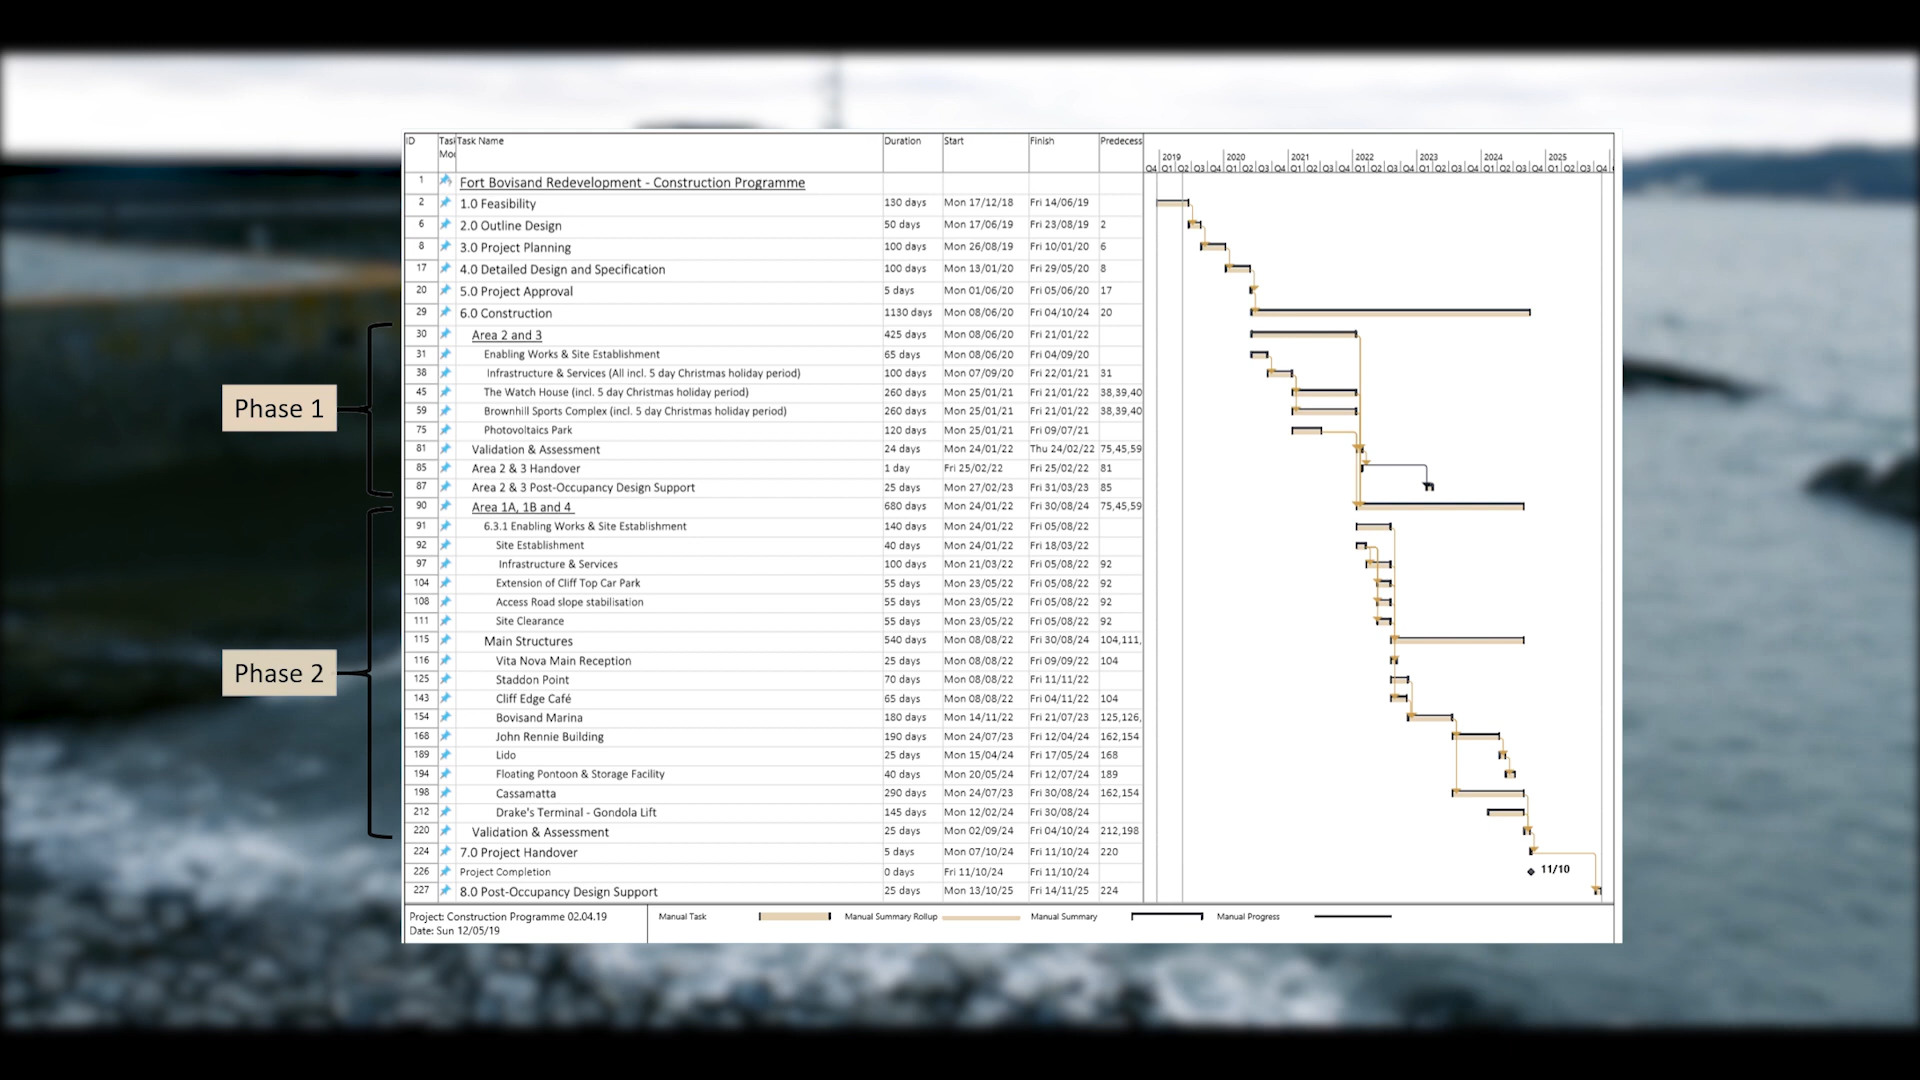 ID Task Name Duration Start Finish Predecess
Mo
2019 2020 2021 2022 2023 2024 2025
Q4 Q1 Q2 Q3 Q4 Q1 Q2 Q3 Q4 Q1 Q2 Q3 Q4 Q1 Q2 Q3 Q4 Q1 Q2 Q3 Q4 Q1 Q2 Q3 Q4 Q1 Q2 Q3 Q4
1 Fort Bovisand Redevelopment - Construction Programme
2 1.0 Feasibility 130 days Mon 17/12/18 Fri 14/06/19
6 2.0 Outline Design 50 days Mon 17/06/19 Fri 23/08/19 2
8 3.0 Project Planning 100 days Mon 26/08/19 Fri 10/01/20 6
17 4.0 Detailed Design and Specification 100 days Mon 13/01/20 Fri 29/05/20 8
20 5.0 Project Approval 5 days Mon 01/06/20 Fri 05/06/20 17
29 6.0 Construction 1130 days Mon 08/06/20 Fri 04/10/24 20
30 Area 2 and 3 425 days Mon 08/06/20 Fri 21/01/22
31 Enabling Works & Site Establishment 65 days Mon 08/06/20 Fri 04/09/20
38 Infrastructure & Services (All incl. 5 day Christmas holiday period) 100 days Mon 07/09/20 Fri 22/01/21 31
45 The Watch House (incl. 5 day Christmas holiday period) 260 days Mon 25/01/21 Fri 21/01/22 38,39,40
Phase 1
59 Brownhill Sports Complex (incl. 5 day Christmas holiday period) 260 days Mon 25/01/21 Fri 21/01/22 38,39,40
75 Photovoltaics Park 120 days Mon 25/01/21 Fri 09/07/21
81 Validation & Assessment 24 days Mon 24/01/22 Thu 24/02/22 75,45,59
85 Area 2 & 3 Handover 1 day Fri 25/02/22 Fri 25/02/22 81
87 Area 2 & 3 Post-Occupancy Design Support 25 days Mon 27/02/23 Fri 31/03/23 85
90 Area 1A, 1B and 4 680 days Mon 24/01/22 Fri 30/08/24 75,45,59
91 6.3.1 Enabling Works & Site Establishment 140 days Mon 24/01/22 Fri 05/08/22
92 Site Establishment 40 days Mon 24/01/22 Fri 18/03/22
97 Infrastructure & Services 100 days Mon 21/03/22 Fri 05/08/22 92
104 Extension of Cliff Top Car Park 55 days Mon 23/05/22 Fri 05/08/22 92
108 Access Road slope stabilisation 55 days Mon 23/05/22 Fri 05/08/22 92
111 Site Clearance 55 days Mon 23/05/22 Fri 05/08/22 92
115 Main Structures 540 days Mon 08/08/22 Fri 30/08/24 104,111,
116 Vita Nova Main Reception 25 days Mon 08/08/22 Fri 09/09/22 104
Phase 2
125 Staddon Point 70 days Mon 08/08/22 Fri 11/11/22
143 Cliff Edge Café 65 days Mon 08/08/22 Fri 04/11/22 104
154 Bovisand Marina 180 days Mon 14/11/22 Fri 21/07/23 125,126,
168 John Rennie Building 190 days Mon 24/07/23 Fri 12/04/24 162,154
189 Lido 25 days Mon 15/04/24 Fri 17/05/24 168
194 Floating Pontoon & Storage Facility 40 days Mon 20/05/24 Fri 12/07/24 189
198 Cassamatta 290 days Mon 24/07/23 Fri 30/08/24 162,154
212 Drake's Terminal - Gondola Lift 145 days Mon 12/02/24 Fri 30/08/24
220 Validation & Assessment 25 days Mon 02/09/24 Fri 04/10/24 212,198
224 7.0 Project Handover 5 days Mon 07/10/24 Fri 11/10/24 220
226 Project Completion 0 days Fri 11/10/24 Fri 11/10/24 11/10
227 8.0 Post-Occupancy Design Support 25 days Mon 13/10/25 Fri 14/11/25 224
Project: Construction Programme 02.04.19 Manual Task Manual Summary Rollup Manual Summary Manual Progress
Date: Sun 12/05/19